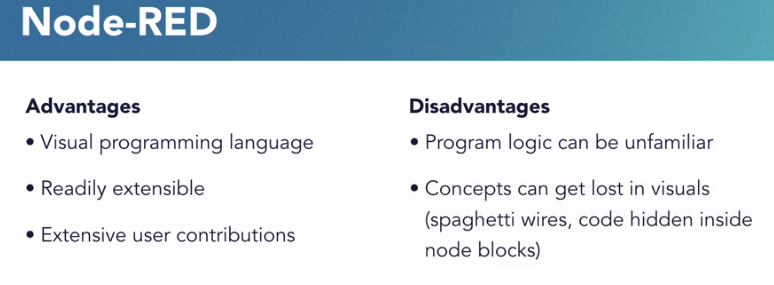 Node-RED
Advantages
• Visual programming language
• Readily extensible
• Extensive user contributions
Disadvantages
• Program logic can be unfamiliar
• Concepts can get lost in visuals
(spaghetti wires, code hidden inside
node blocks)